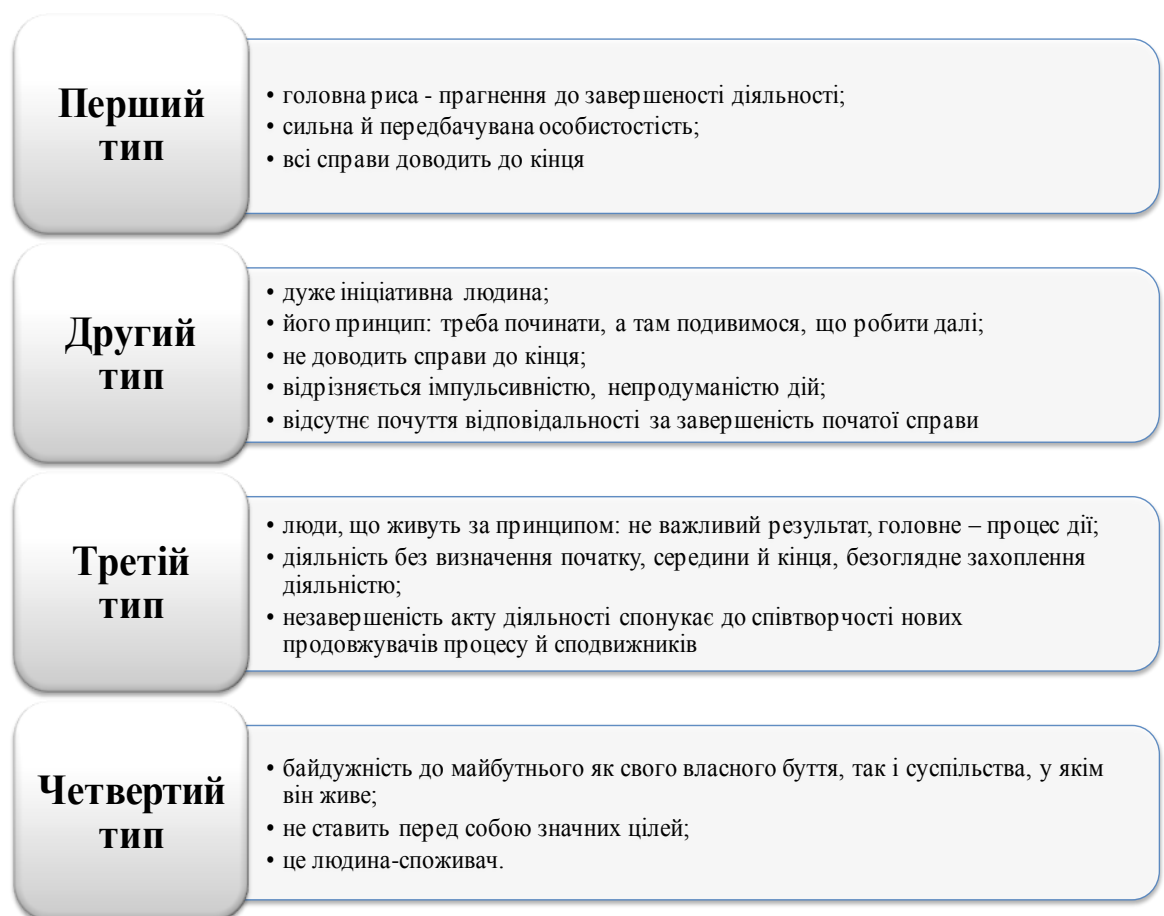 Перший
тип
• головна риса - прагнення до завершеності діяльності;
• сильна й передбачувана особистостість;
• всі справи доводить до кінця
Другий
тип
• дуже ініціативна людина;
• його принцип: треба починати, а там подивимося, що робити далі;
• не доводить справи до кінця;
• відрізняється імпульсивністю, непродуманістю дій;
• відсутнє почуття відповідальності за завершеність початої справи
Третій
тип
• люди, що живуть за принципом: не важливий результат, головне – процес дії;
• діяльність без визначення початку, середини й кінця, безоглядне захоплення
діяльністю;
• незавершеність акту діяльності спонукає до співтворчості нових
продовжувачів процесу й сподвижників
Четвертий
тип
• байдужність до майбутнього як свого власного буття, так і суспільства, у якім
він живе;
• не ставить перед собою значних цілей;
• це людина-споживач.